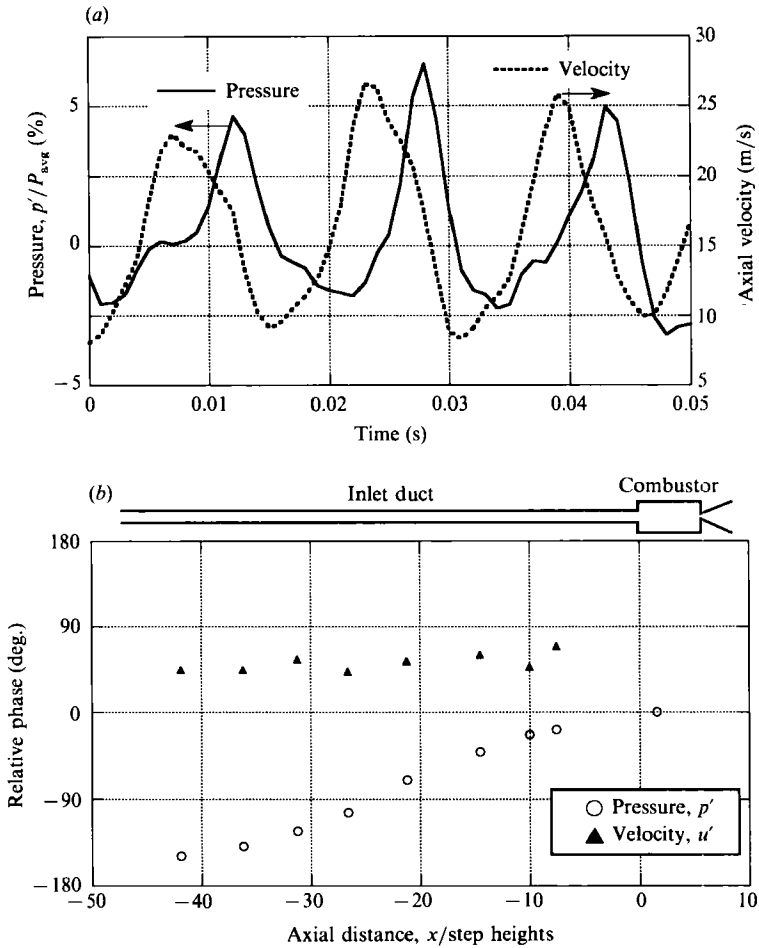 (a)
Pressure
Velocity
Pressure, p′/P_avg (%)
5
0
−5
30
25
20
15
10
5
Axial velocity (m/s)
0
0.01
0.02
0.03
0.04
0.05
Time (s)
(b)
Inlet duct
Combustor
Relative phase (deg.)
180
90
0
−90
−180
Pressure, p′
Velocity, u′
−50
−40
−30
−20
−10
0
10
Axial distance, x/step heights